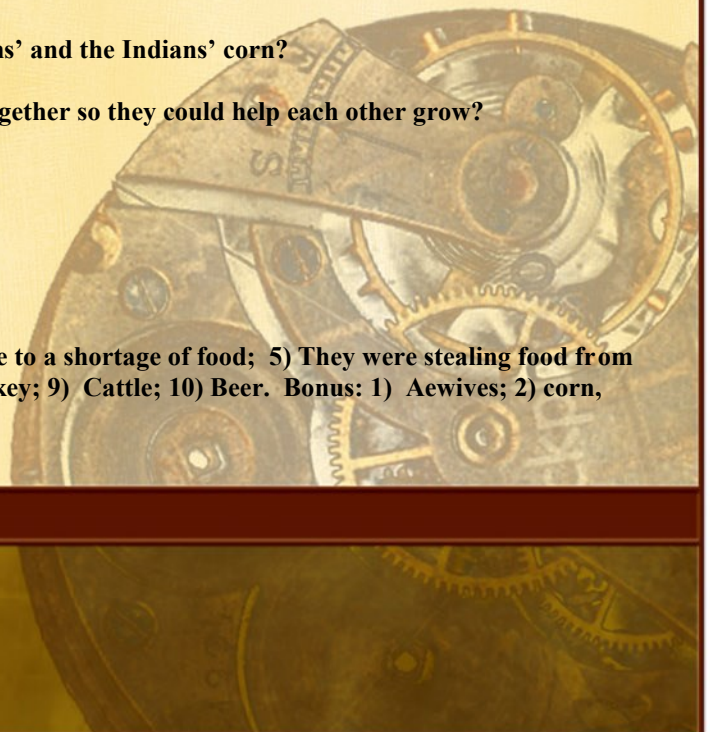 ns’ and the Indians’ corn?
gether so they could help each other grow?
e to a shortage of food;  5) They were stealing food from
key; 9)  Cattle; 10) Beer.  Bonus: 1)  Aewives; 2) corn,